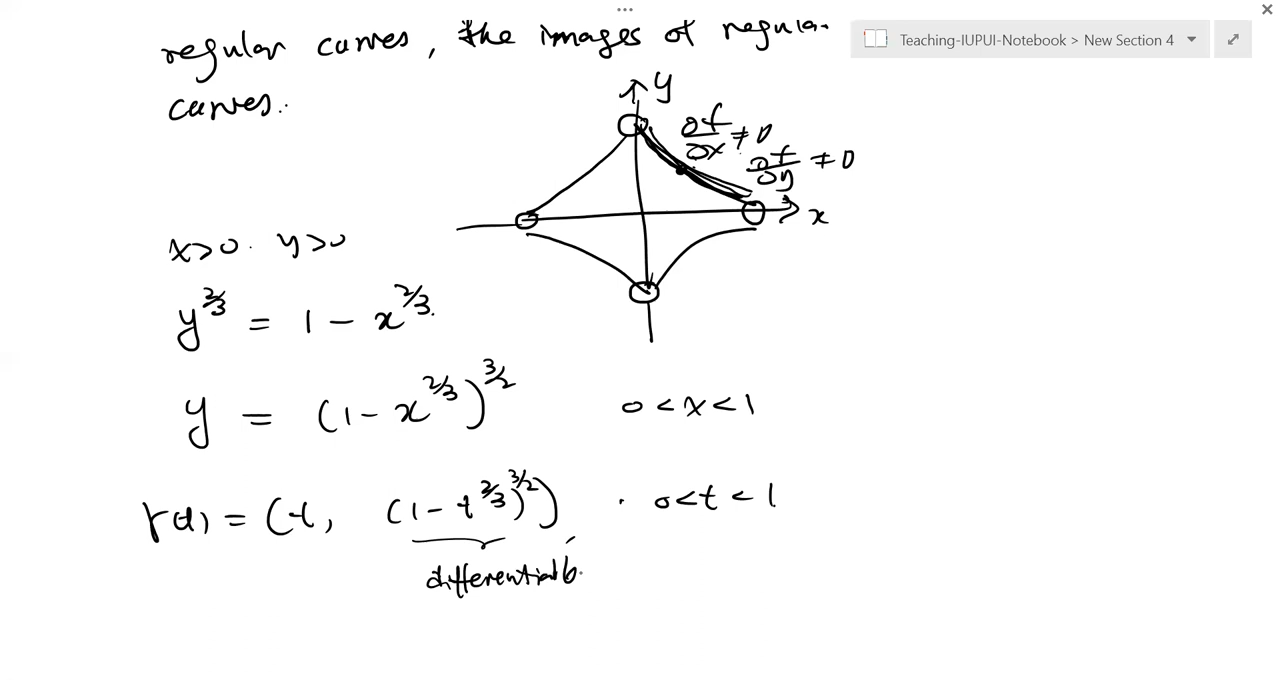 regular curves, the images of regular
curves.
Teaching-IUPUI-Notebook > New Section 4
y
∂f/∂x ≠ 0
∂f/∂y ≠ 0
x
x>0. y>0
y^{2/3} = 1 - x^{2/3}.
y = (1 - x^{2/3})^{3/2} 0 < x < 1
γ(t) = (t, (1 - t^{2/3})^{3/2}) . 0 < t < 1
differentiab.